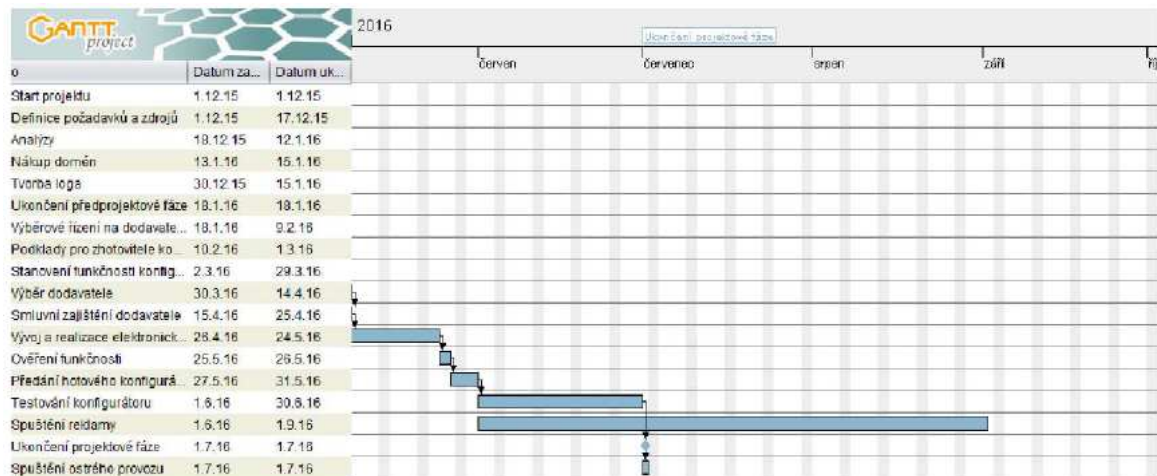 GANTT project
2016
Ukončení projektové fáze
červen červenec srpen září
o Datum za... Datum uk...
Start projektu 1.12.15 1.12.15
Definice požadavků a zdrojů 1.12.15 17.12.15
Analýzy 18.12.15 12.1.16
Nákup domén 13.1.16 15.1.16
Tvorba loga 30.12.15 15.1.16
Ukončení předprojektové fáze 18.1.16 18.1.16
Výběrové řízení na dodavate... 18.1.16 9.2.16
Podklady pro zhotovitele ko... 10.2.16 1.3.16
Stanovení funkčnosti konfig... 2.3.16 29.3.16
Výběr dodavatele 30.3.16 14.4.16
Smluvní zajištění dodavatele 15.4.16 25.4.16
Vývoj a realizace elektronick... 26.4.16 24.5.16
Ověření funkčnosti 25.5.16 26.5.16
Předání hotového konfigurá... 27.5.16 31.5.16
Testování konfigurátoru 1.6.16 30.6.16
Spuštění reklamy 1.6.16 1.9.16
Ukončení projektové fáze 1.7.16 1.7.16
Spuštění ostrého provozu 1.7.16 1.7.16